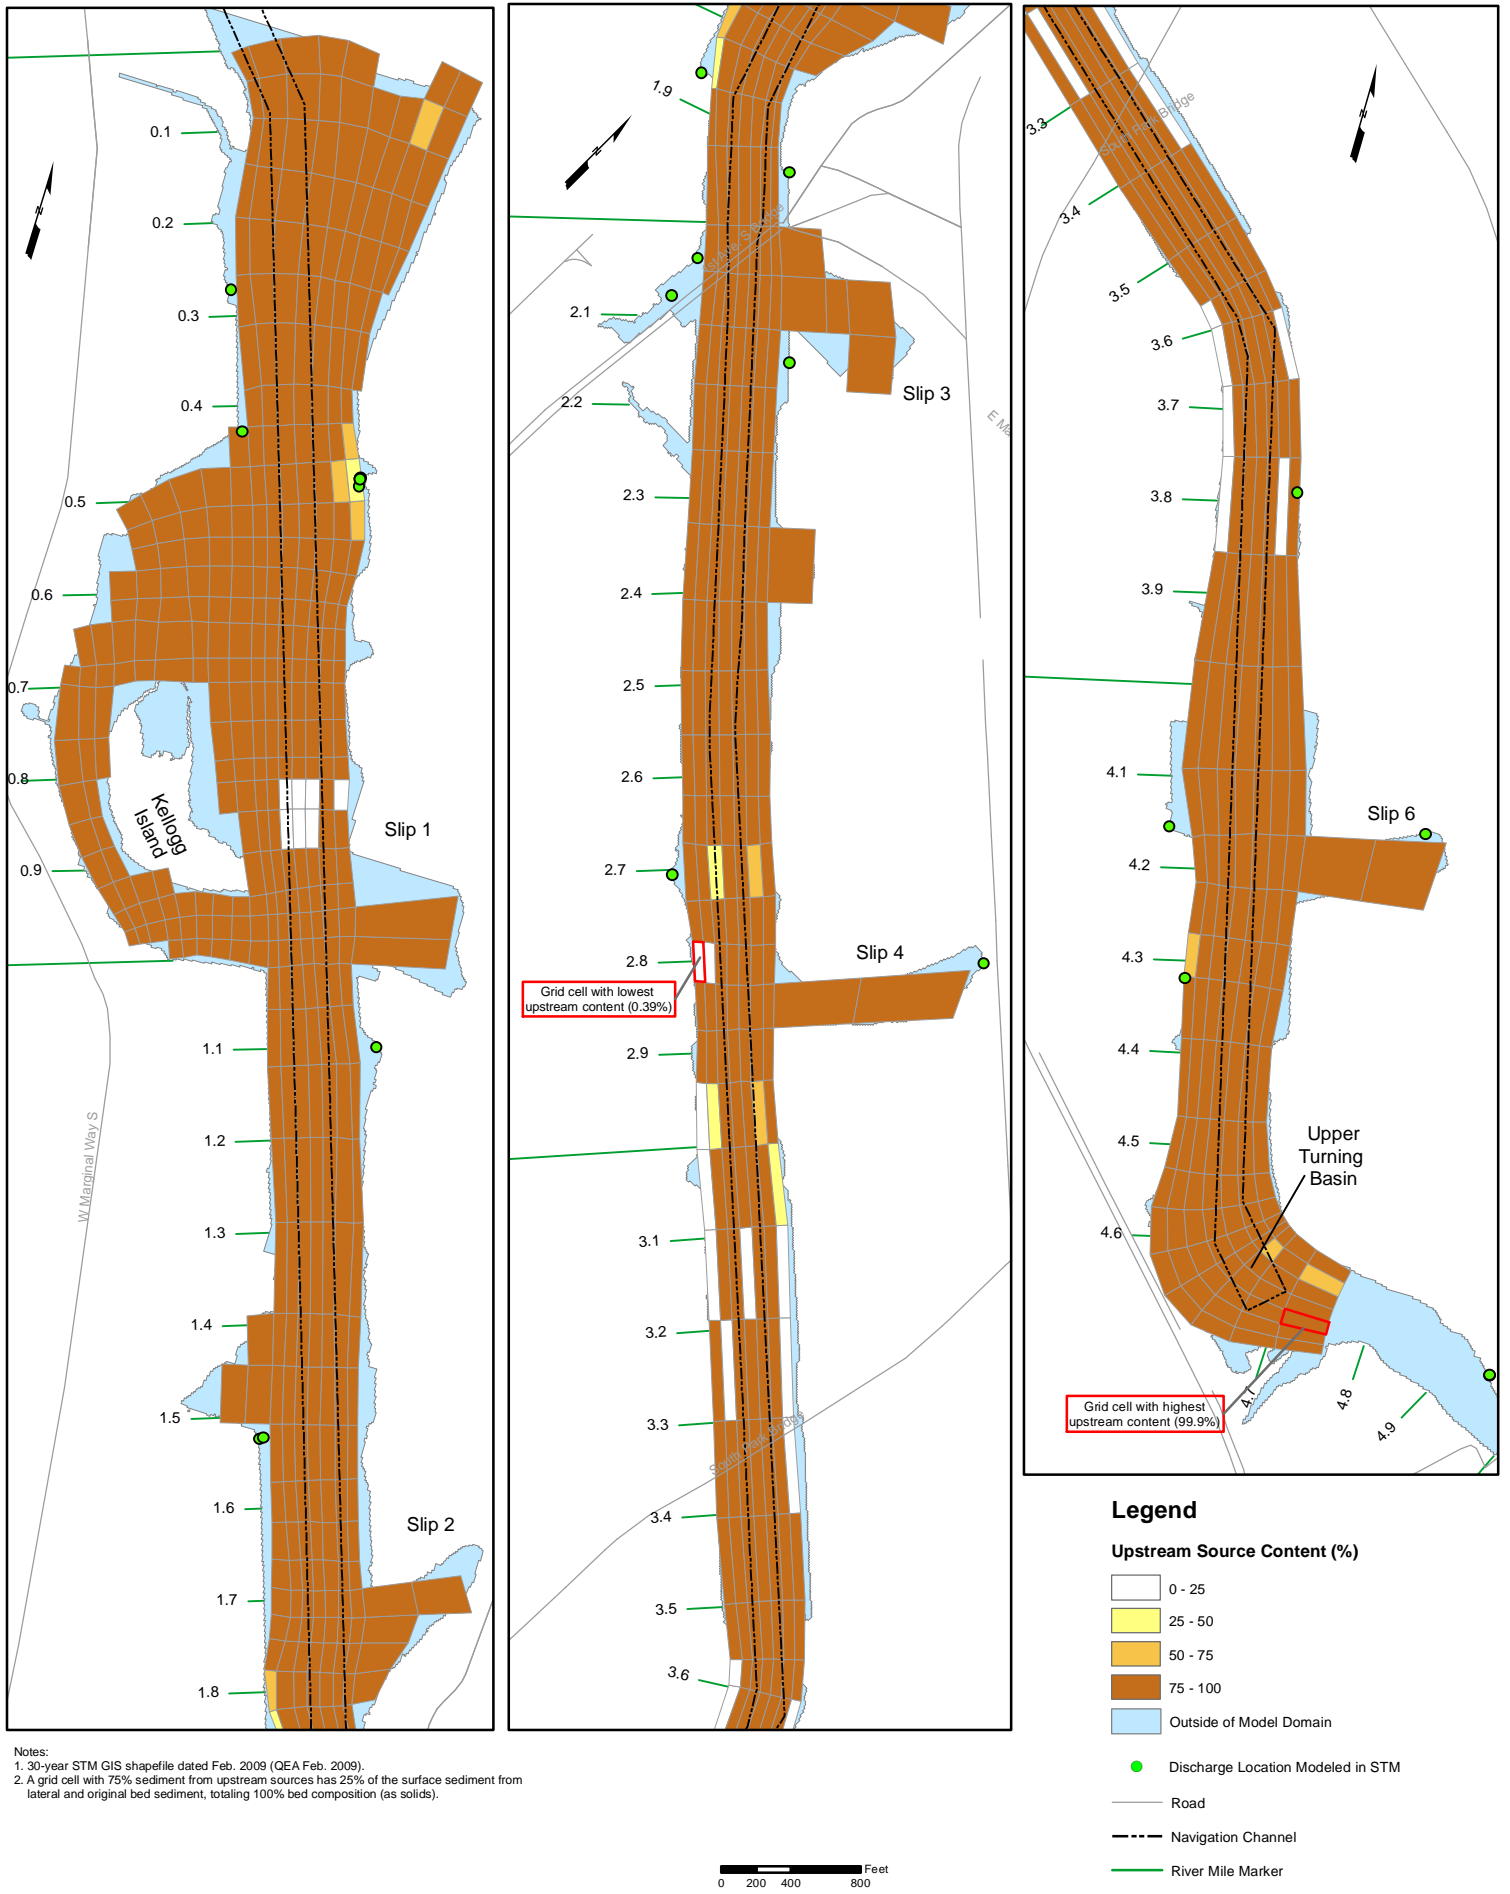 0.1
0.2
0.3
0.4
0.5
0.6
0.7
0.8
0.9
Kellogg
Island
Slip 1
1.1
1.2
1.3
1.4
1.5
1.6
1.7
1.8
Slip 2
W Marginal Way S
N
1.9
N
1st Ave S Bridge
2.1
2.2
Slip 3
2.3
2.4
2.5
2.6
2.7
2.8
Slip 4
Grid cell with lowest
upstream content (0.39%)
2.9
3.1
3.2
3.3
South Park Bridge
3.4
3.5
3.6
E Ma
3.3
South Park Bridge
N
3.4
3.5
3.6
3.7
3.8
3.9
4.1
Slip 6
4.2
4.3
4.4
4.5
Upper
Turning
Basin
4.6
4.7
4.8
4.9
Grid cell with highest
upstream content (99.9%)
Legend
Upstream Source Content (%)
0 - 25
25 - 50
50 - 75
75 - 100
Outside of Model Domain
Discharge Location Modeled in STM
Road
Navigation Channel
River Mile Marker
Notes:
1. 30-year STM GIS shapefile dated Feb. 2009 (QEA Feb. 2009).
2. A grid cell with 75% sediment from upstream sources has 25% of the surface sediment from
lateral and original bed sediment, totaling 100% bed composition (as solids).
Feet
0 200 400 800